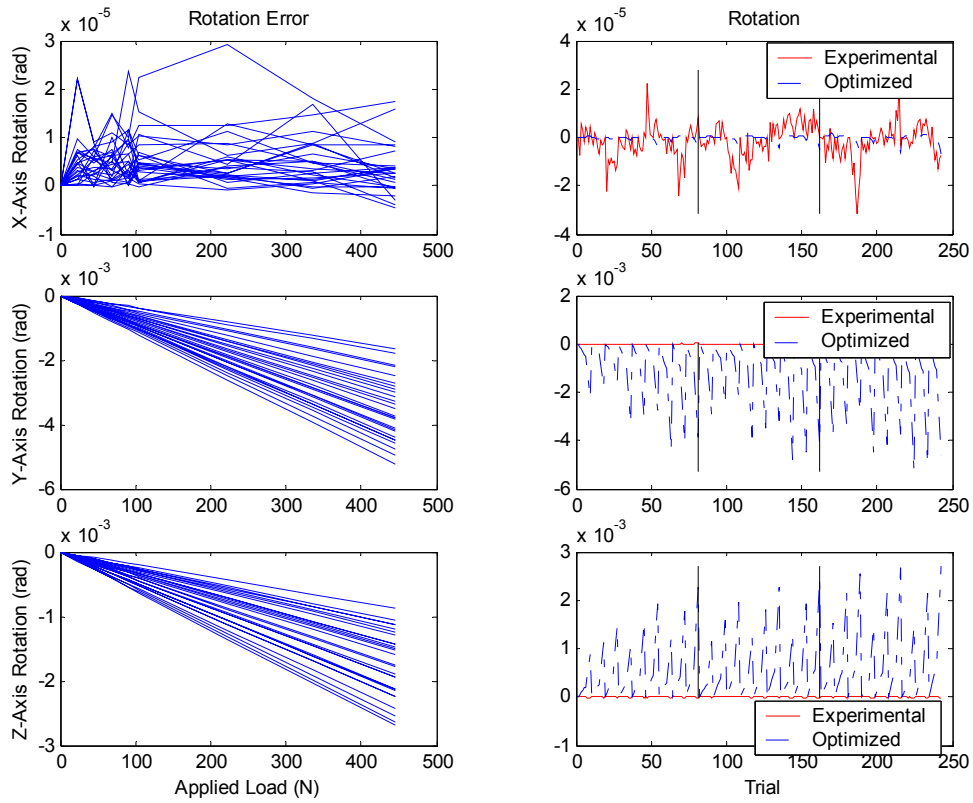 Rotation Error
x 10-5
X-Axis Rotation (rad)
3
2
1
0
-1
0 100 200 300 400 500
Rotation
x 10-5
Experimental
Optimized
4
2
0
-2
-4
0 50 100 150 200 250
x 10-3
Y-Axis Rotation (rad)
0
-2
-4
-6
0 100 200 300 400 500
x 10-3
Experimental
Optimized
2
0
-2
-4
-6
0 50 100 150 200 250
x 10-3
Z-Axis Rotation (rad)
0
-1
-2
-3
0 100 200 300 400 500
Applied Load (N)
x 10-3
3
2
1
0
-1
Experimental
Optimized
0 50 100 150 200 250
Trial